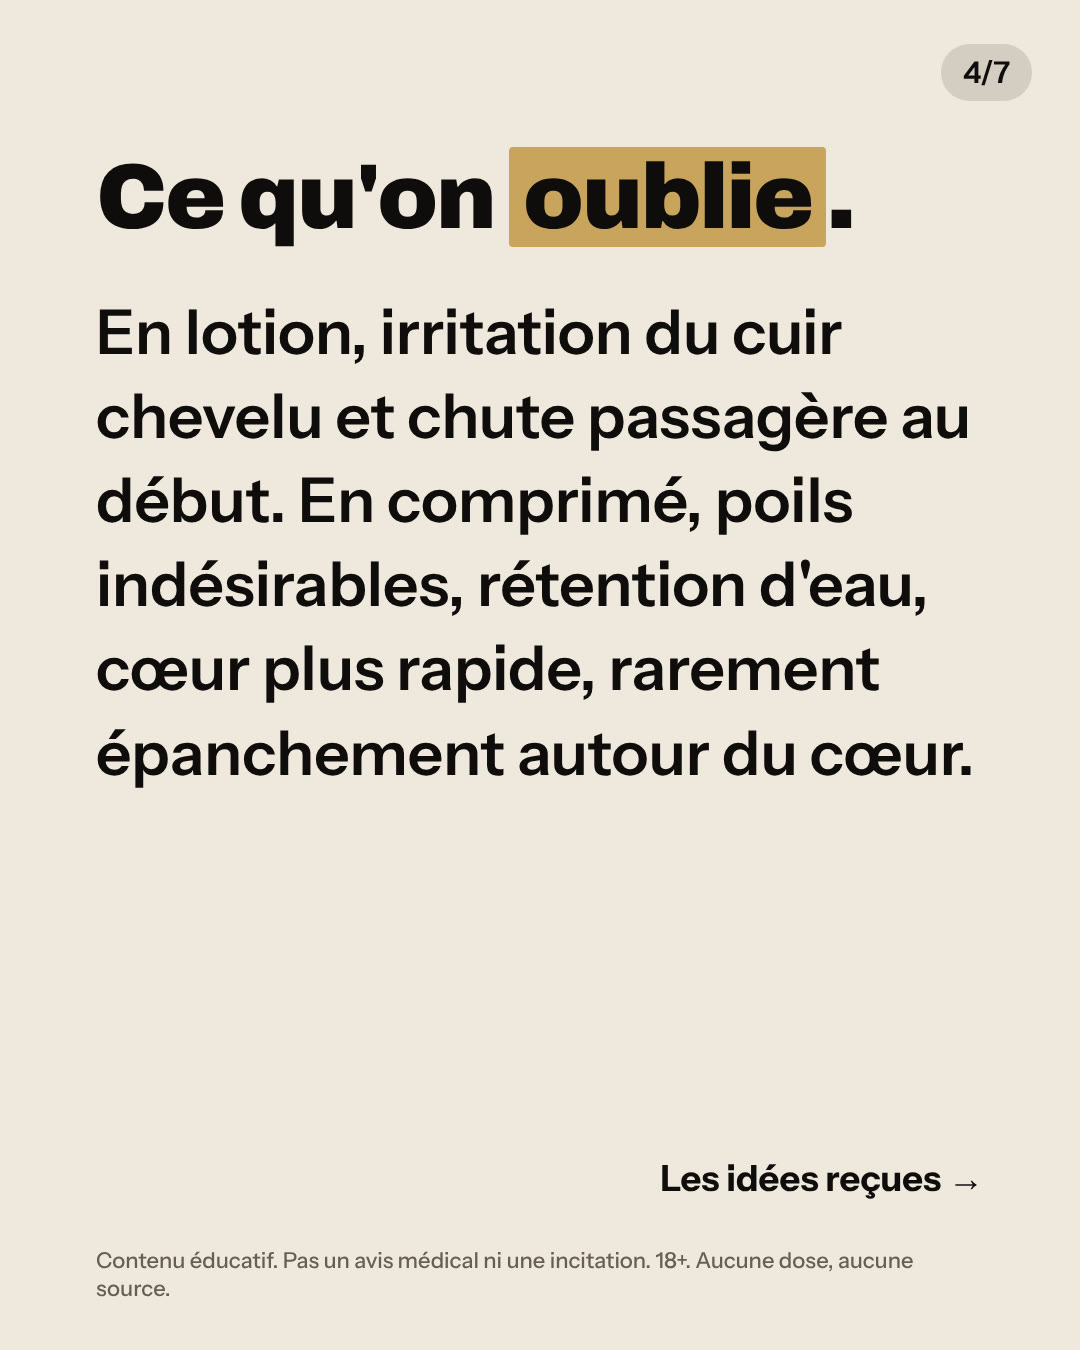 4/7
Ce qu'on oublie.
En lotion, irritation du cuir
chevelu et chute passagère au
début. En comprimé, poils
indésirables, rétention d'eau,
cœur plus rapide, rarement
épanchement autour du cœur.
Les idées reçues →
Contenu éducatif. Pas un avis médical ni une incitation. 18+. Aucune dose, aucune
source.